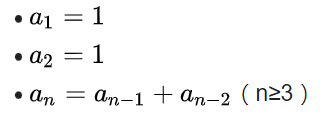 • a₁ = 1
• a₂ = 1
• aₙ = aₙ₋₁ + aₙ₋₂ ( n≥3 )